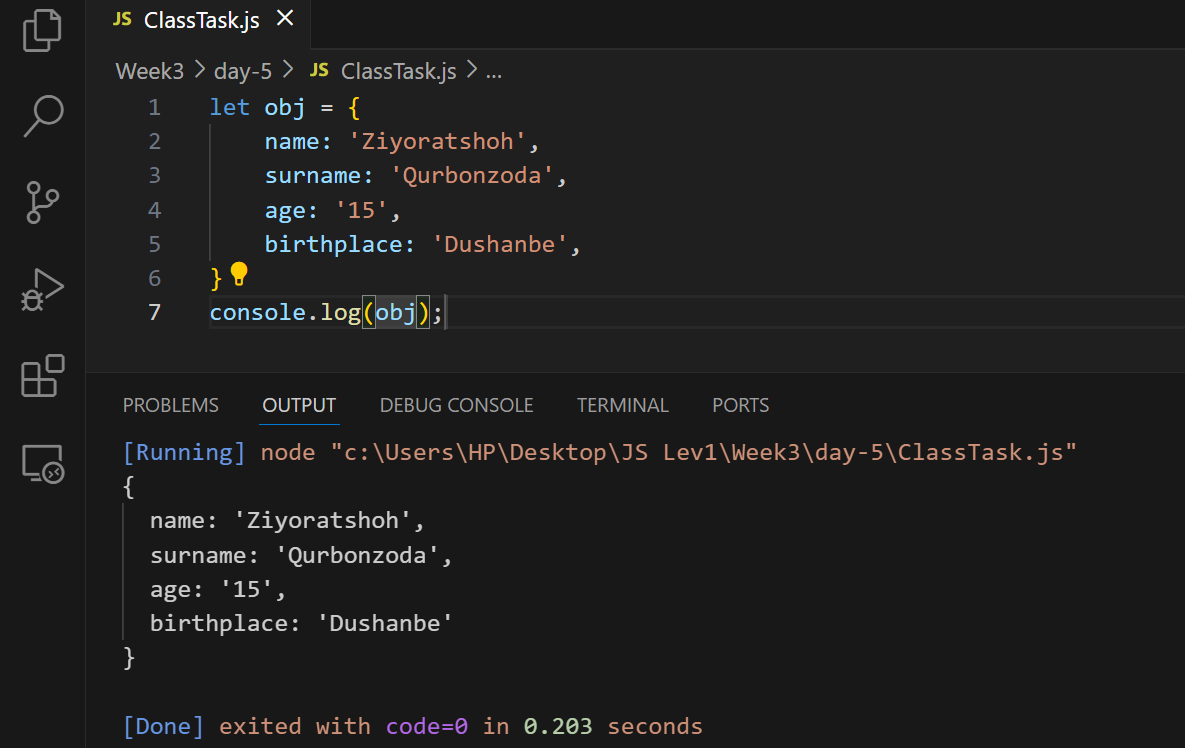 JS ClassTask.js ×
Week3 > day-5 > JS ClassTask.js > ...
1 let obj = {
2     name: 'Ziyoratshoh',
3     surname: 'Qurbonzoda',
4     age: '15',
5     birthplace: 'Dushanbe',
6 }
7 console.log(obj);
PROBLEMS OUTPUT DEBUG CONSOLE TERMINAL PORTS
[Running] node "c:\Users\HP\Desktop\JS Lev1\Week3\day-5\ClassTask.js"
{
  name: 'Ziyoratshoh',
  surname: 'Qurbonzoda',
  age: '15',
  birthplace: 'Dushanbe'
}
[Done] exited with code=0 in 0.203 seconds